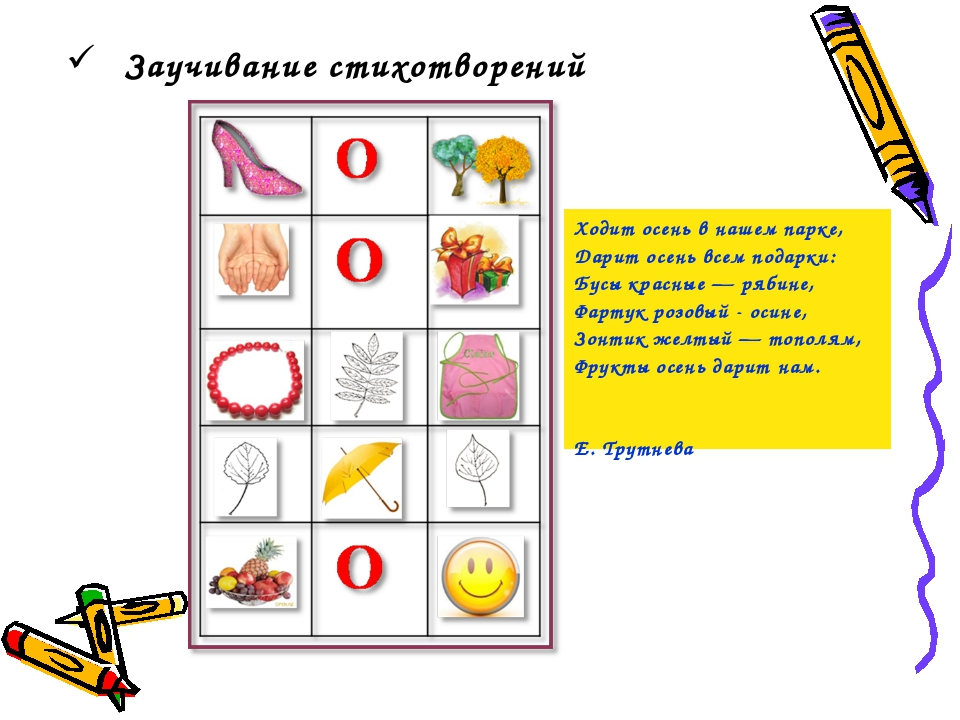 Заучивание стихотворений
О
О
О
Ходит осень в нашем парке,
Дарит осень всем подарки:
Бусы красные — рябине,
Фартук розовый - осине,
Зонтик желтый — тополям,
Фрукты осень дарит нам.
Е. Трутнева